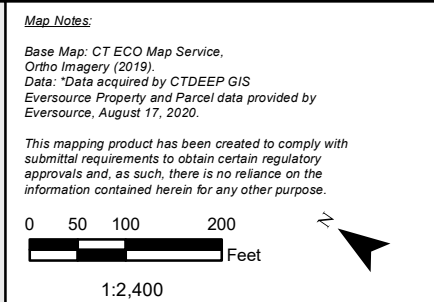 Map Notes:
Base Map: CT ECO Map Service,
Ortho Imagery (2019).
Data: *Data acquired by CTDEEP GIS
Eversource Property and Parcel data provided by
Eversource, August 17, 2020.
This mapping product has been created to comply with
submittal requirements to obtain certain regulatory
approvals and, as such, there is no reliance on the
information contained herein for any other purpose.
0 50 100 200
Feet
1:2,400
N